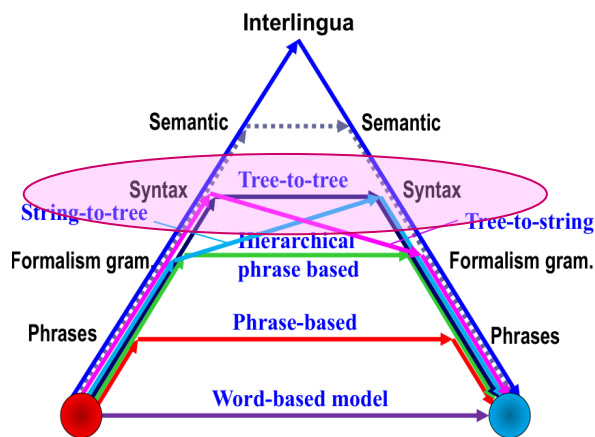 Interlingua
Semantic
Semantic
Syntax
Tree-to-tree
Syntax
String-to-tree
Tree-to-string
Hierarchical
phrase based
Formalism gram.
Formalism gram.
Phrases
Phrase-based
Phrases
Word-based model